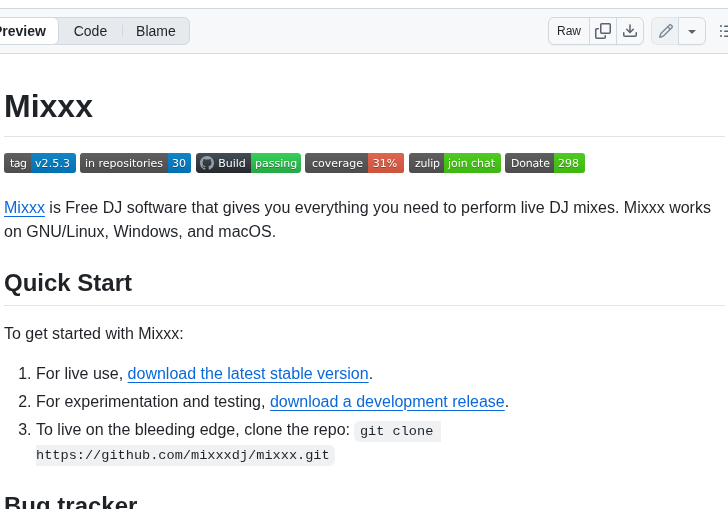 Preview Code Blame Raw
Mixxx
tag v2.5.3 in repositories 30 Build passing coverage 31% zulip join chat Donate 298
Mixxx is Free DJ software that gives you everything you need to perform live DJ mixes. Mixxx works
on GNU/Linux, Windows, and macOS.
Quick Start
To get started with Mixxx:
1. For live use, download the latest stable version.
2. For experimentation and testing, download a development release.
3. To live on the bleeding edge, clone the repo: git clone
https://github.com/mixxxdj/mixxx.git
Bug tracker